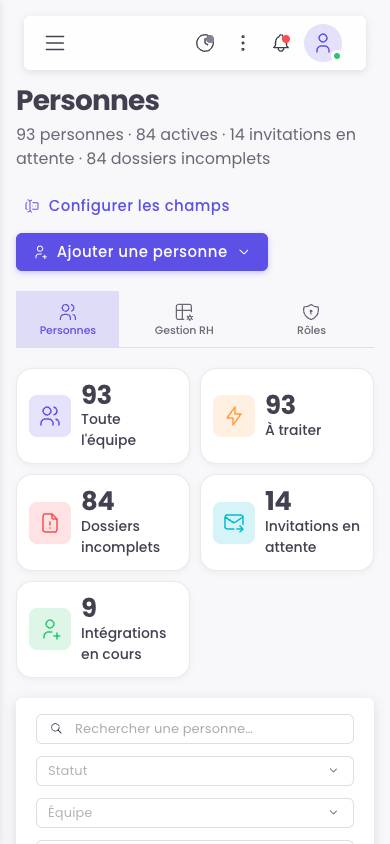 Personnes
93 personnes · 84 actives · 14 invitations en
attente · 84 dossiers incomplets
Configurer les champs
Ajouter une personne
Personnes
Gestion RH
Rôles
93
Toute
l'équipe
93
À traiter
84
Dossiers
incomplets
14
Invitations en
attente
9
Intégrations
en cours
Rechercher une personne...
Statut
Équipe